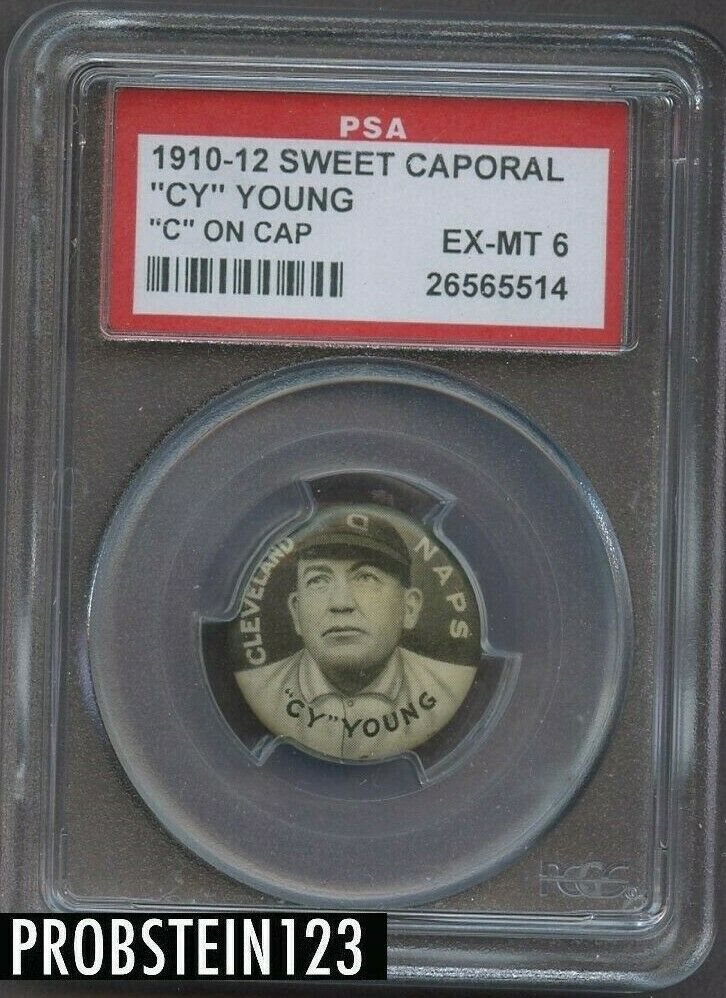 PSA
1910-12 SWEET CAPORAL
"CY" YOUNG
"C" ON CAP
EX-MT 6
26565514
CLEVELAND NAPS
"CY" YOUNG
PCGS
PROBSTEIN123